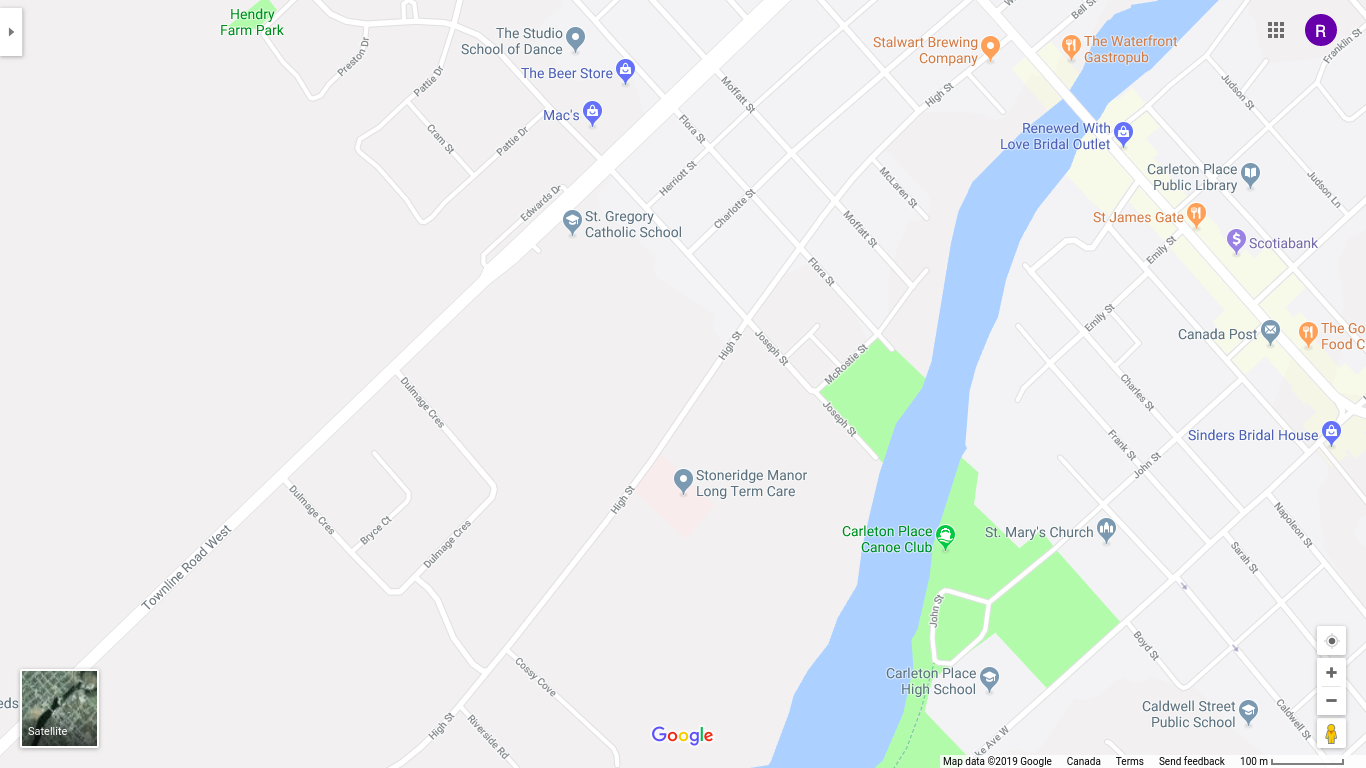 Hendry
Farm Park
The Studio
School of Dance
The Beer Store
Mac's
Preston Dr
Pattie Dr
Cram St
Pattie Dr
Edwards Dr
St. Gregory
Catholic School
Moffatt St
Flora St
Herriott St
Charlotte St
High St
McLaren St
Moffatt St
Flora St
Stalwart Brewing
Company
The Waterfront
Gastropub
Bell St
R
Franklin St
Judson St
Renewed With
Love Bridal Outlet
Carleton Place
Public Library
Judson Ln
St James Gate
Emily St
Scotiabank
Emily St
Canada Post
The Go
Food C
Charles St
Frank St
John St
Sinders Bridal House
High St
Joseph St
McRostie St
Joseph St
Dulmage Cres
Dulmage Cres
Bryce Ct
Dulmage Cres
High St
Stoneridge Manor
Long Term Care
Carleton Place
Canoe Club
St. Mary's Church
Napoleon St
Sarah St
Townline Road West
John St
Boyd St
Carleton Place
High School
Caldwell Street
Public School
Caldwell St
Cossy Cove
High St
Riverside Rd
ke Ave W
eds
Satellite
Google
Map data ©2019 Google Canada Terms Send feedback 100 m